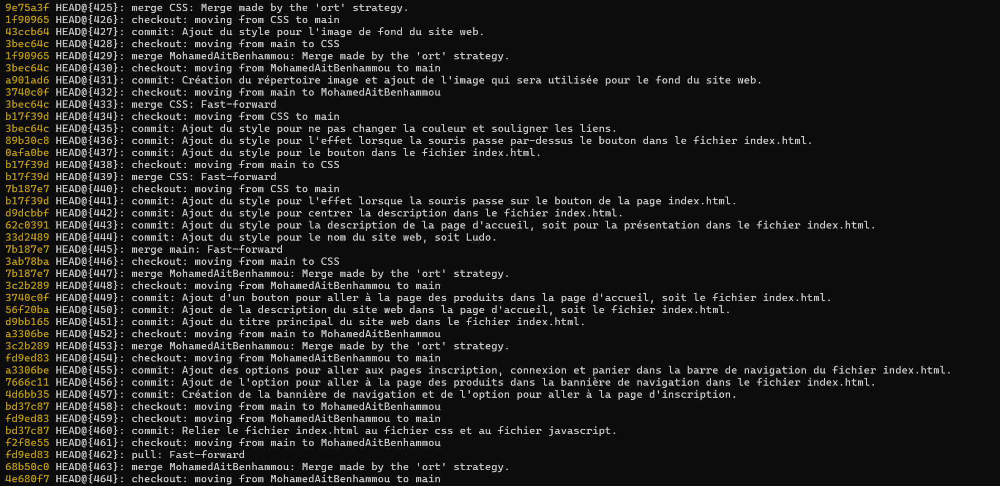 9e75a3f HEAD@{425}: merge CSS: Merge made by the 'ort' strategy.
1f90965 HEAD@{426}: checkout: moving from CSS to main
43ccb64 HEAD@{427}: commit: Ajout du style pour l'image de fond du site web.
3bec64c HEAD@{428}: checkout: moving from main to CSS
1f90965 HEAD@{429}: merge MohamedAitBenhammou: Merge made by the 'ort' strategy.
3bec64c HEAD@{430}: checkout: moving from MohamedAitBenhammou to main
a901ad6 HEAD@{431}: commit: Création du répertoire image et ajout de l'image qui sera utilisée pour le fond du site web.
3740c0f HEAD@{432}: checkout: moving from main to MohamedAitBenhammou
3bec64c HEAD@{433}: merge CSS: Fast-forward
b17f39d HEAD@{434}: checkout: moving from CSS to main
3bec64c HEAD@{435}: commit: Ajout du style pour ne pas changer la couleur et souligner les liens.
89b30c8 HEAD@{436}: commit: Ajout du style pour l'effet lorsque la souris passe par-dessus le bouton dans le fichier index.html.
0afa0be HEAD@{437}: commit: Ajout du style pour le bouton dans le fichier index.html.
b17f39d HEAD@{438}: checkout: moving from main to CSS
b17f39d HEAD@{439}: merge CSS: Fast-forward
7b187e7 HEAD@{440}: checkout: moving from CSS to main
b17f39d HEAD@{441}: commit: Ajout du style pour l'effet lorsque la souris passe sur le bouton de la page index.html.
d9dcbbf HEAD@{442}: commit: Ajout du style pour centrer la description dans le fichier index.html.
62c0391 HEAD@{443}: commit: Ajout du style pour la description de la page d'accueil, soit pour la présentation dans le fichier index.html.
33d2489 HEAD@{444}: commit: Ajout du style pour le nom du site web, soit Ludo.
7b187e7 HEAD@{445}: merge main: Fast-forward
3ab78ba HEAD@{446}: checkout: moving from main to CSS
7b187e7 HEAD@{447}: merge MohamedAitBenhammou: Merge made by the 'ort' strategy.
3c2b289 HEAD@{448}: checkout: moving from MohamedAitBenhammou to main
3740c0f HEAD@{449}: commit: Ajout d'un bouton pour aller à la page des produits dans la page d'accueil, soit le fichier index.html.
56f20ba HEAD@{450}: commit: Ajout de la description du site web dans la page d'accueil, soit le fichier index.html.
d9bb165 HEAD@{451}: commit: Ajout du titre principal du site web dans le fichier index.html.
a3306be HEAD@{452}: checkout: moving from main to MohamedAitBenhammou
3c2b289 HEAD@{453}: merge MohamedAitBenhammou: Merge made by the 'ort' strategy.
fd9ed83 HEAD@{454}: checkout: moving from MohamedAitBenhammou to main
a3306be HEAD@{455}: commit: Ajout des options pour aller aux pages inscription, connexion et panier dans la barre de navigation du fichier index.html.
7666c11 HEAD@{456}: commit: Ajout de l'option pour aller à la page des produits dans la bannière de navigation dans le fichier index.html.
4d6bb35 HEAD@{457}: commit: Création de la bannière de navigation et de l'option pour aller à la page d'inscription.
bd37c87 HEAD@{458}: checkout: moving from main to MohamedAitBenhammou
fd9ed83 HEAD@{459}: checkout: moving from MohamedAitBenhammou to main
bd37c87 HEAD@{460}: commit: Relier le fichier index.html au fichier css et au fichier javascript.
f2f8e55 HEAD@{461}: checkout: moving from main to MohamedAitBenhammou
fd9ed83 HEAD@{462}: pull: Fast-forward
68b50c0 HEAD@{463}: merge MohamedAitBenhammou: Merge made by the 'ort' strategy.
4e680f7 HEAD@{464}: checkout: moving from MohamedAitBenhammou to main